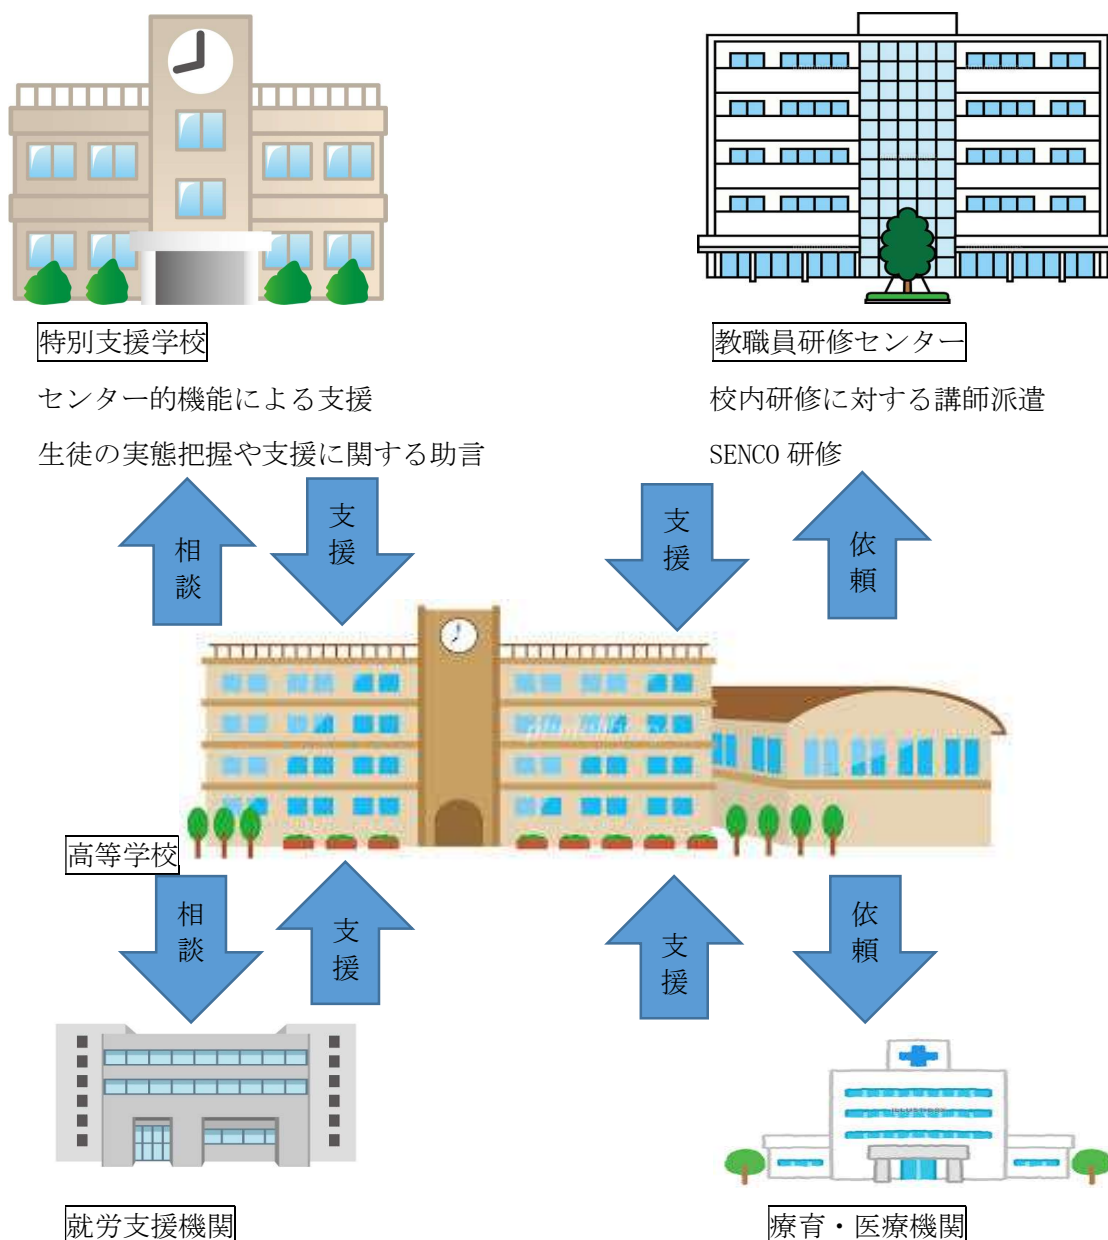 特別支援学校
教職員研修センター
センター的機能による支援
校内研修に対する講師派遣
生徒の実態把握や支援に関する助言
SENCO 研修
相談
支援
支援
依頼
高等学校
相談
支援
支援
依頼
就労支援機関
療育・医療機関